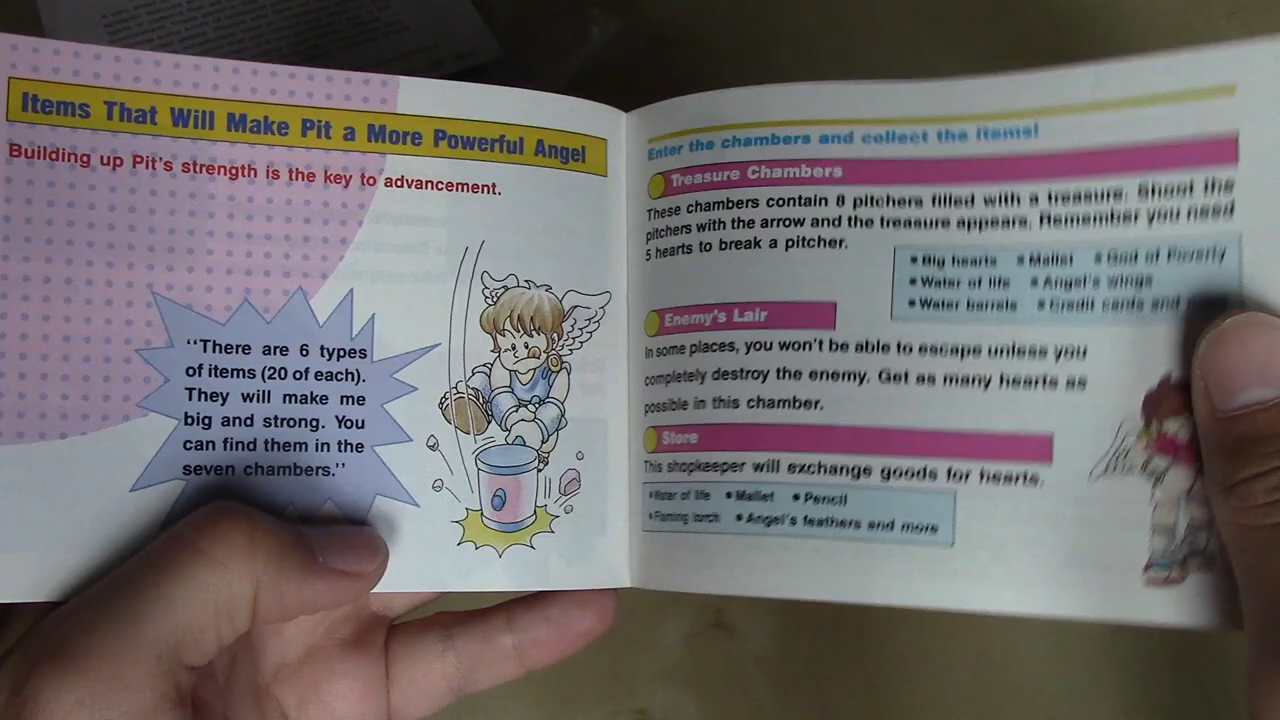 Items That Will Make Pit a More Powerful Angel
Building up Pit's strength is the key to advancement.
"There are 6 types
of items (20 of each).
They will make me
big and strong. You
can find them in the
seven chambers."
Enter the chambers and collect the items!
Treasure Chambers
These chambers contain 8 pitchers filled with a treasure. Shoot the
pitchers with the arrow and the treasure appears. Remember you need
5 hearts to break a pitcher.
• Big hearts • Mallet • God of Poverty
• Water of life • Angel's wings
• Water barrels • Credit cards and
Enemy's Lair
In some places, you won't be able to escape unless you
completely destroy the enemy. Get as many hearts as
possible in this chamber.
Store
This shopkeeper will exchange goods for hearts.
• Water of life • Mallet • Pencil
• Flaming torch • Angel's feathers and more